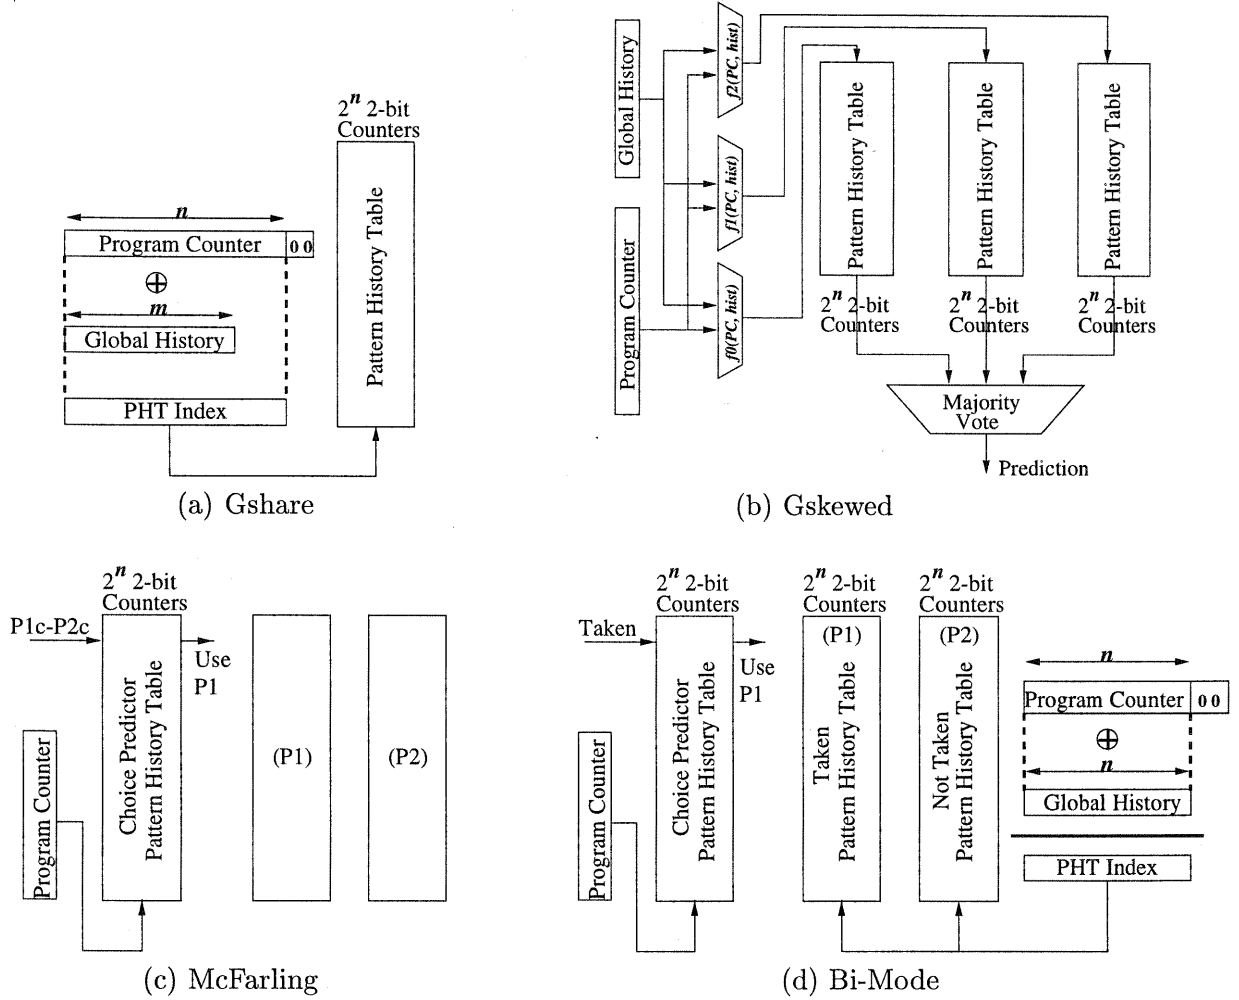 2^n 2-bit
Counters
n
Program Counter 0 0
⊕
m
Global History
PHT Index
Pattern History Table
(a) Gshare
Global History
Program Counter
f2(PC, hist)
f1(PC, hist)
f0(PC, hist)
Pattern History Table
Pattern History Table
Pattern History Table
2^n 2-bit
Counters
2^n 2-bit
Counters
2^n 2-bit
Counters
Majority
Vote
Prediction
(b) Gskewed
2^n 2-bit
Counters
P1c-P2c
Use
P1
Program Counter
Choice Predictor
Pattern History Table
(P1)
(P2)
(c) McFarling
2^n 2-bit
Counters
Taken
Use
P1
Program Counter
Choice Predictor
Pattern History Table
2^n 2-bit
Counters
(P1)
Taken
Pattern History Table
2^n 2-bit
Counters
(P2)
Not Taken
Pattern History Table
n
Program Counter 0 0
⊕
n
Global History
PHT Index
(d) Bi-Mode